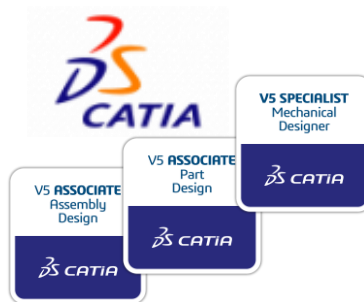 CATIA
V5 SPECIALIST
Mechanical
Designer
CATIA
V5 ASSOCIATE
Part
Design
CATIA
V5 ASSOCIATE
Assembly
Design
CATIA